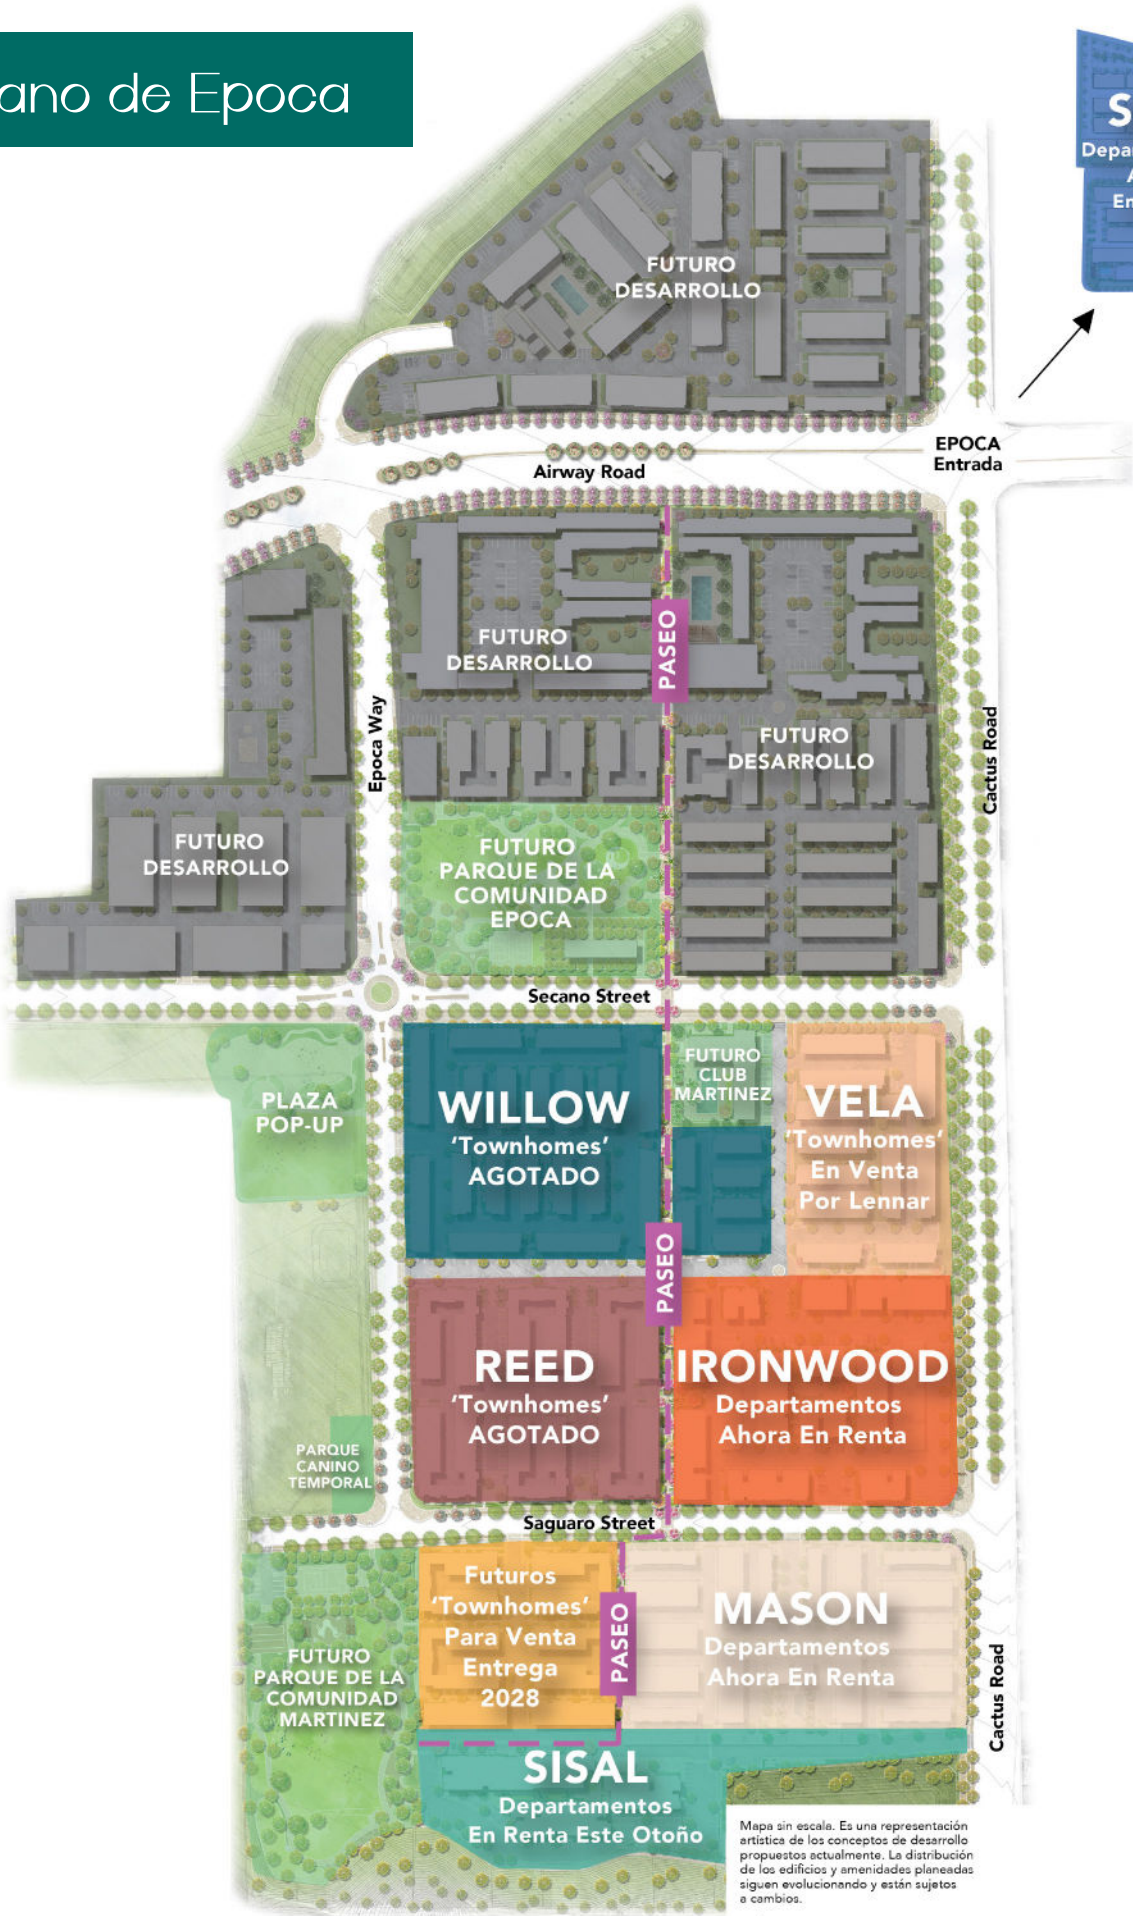 de Epoca
FUTURO
DESARROLLO
EPOCA
Entrada
Airway Road
FUTURO
DESARROLLO
PASEO
Epoca Way
FUTURO
DESARROLLO
Cactus Road
FUTURO
DESARROLLO
FUTURO
PARQUE DE LA
COMUNIDAD
EPOCA
Secano Street
PLAZA
POP-UP
WILLOW
'Townhomes'
AGOTADO
FUTURO
CLUB
MARTINEZ
VELA
'Townhomes'
En Venta
Por Lennar
PASEO
REED
'Townhomes'
AGOTADO
IRONWOOD
Departamentos
Ahora En Renta
PARQUE
CANINO
TEMPORAL
Saguaro Street
Futuros
'Townhomes'
Para Venta
Entrega
2028
PASEO
MASON
Departamentos
Ahora En Renta
Cactus Road
FUTURO
PARQUE DE LA
COMUNIDAD
MARTINEZ
SISAL
Departamentos
En Renta Este Otoño
Mapa sin escala. Es una representación
artística de los conceptos de desarrollo
propuestos actualmente. La distribución
de los edificios y amenidades planeadas
siguen evolucionando y están sujetos
a cambios.